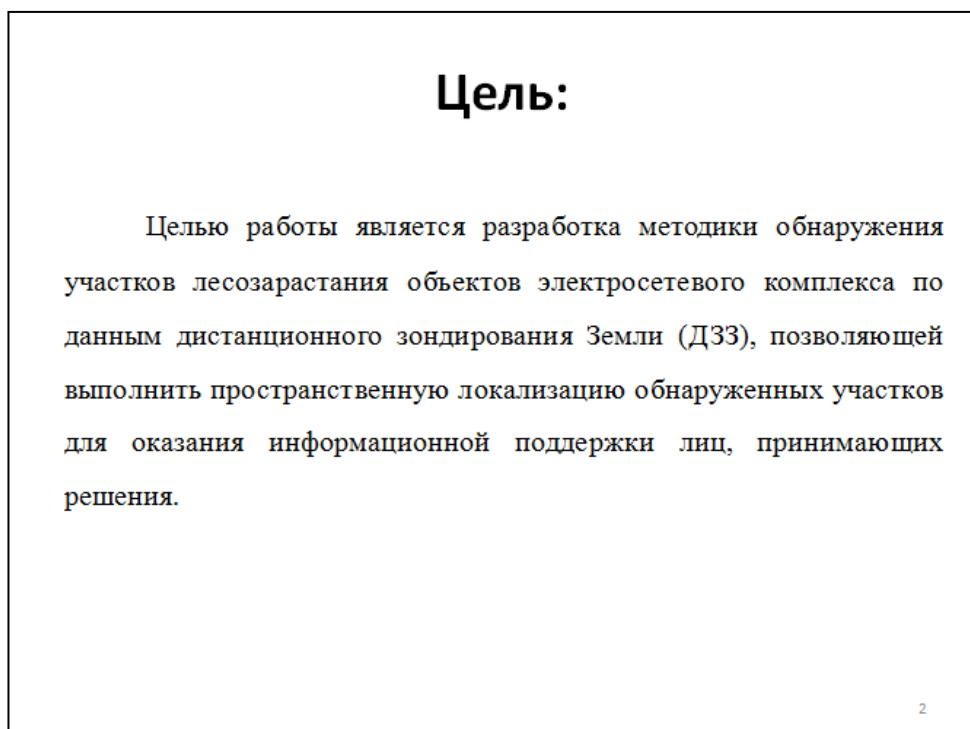 Цель:
Целью работы является разработка методики обнаружения
участков лесозарастания объектов электросетевого комплекса по
данным дистанционного зондирования Земли (ДЗЗ), позволяющей
выполнить пространственную локализацию обнаруженных участков
для оказания информационной поддержки лиц, принимающих
решения.
2